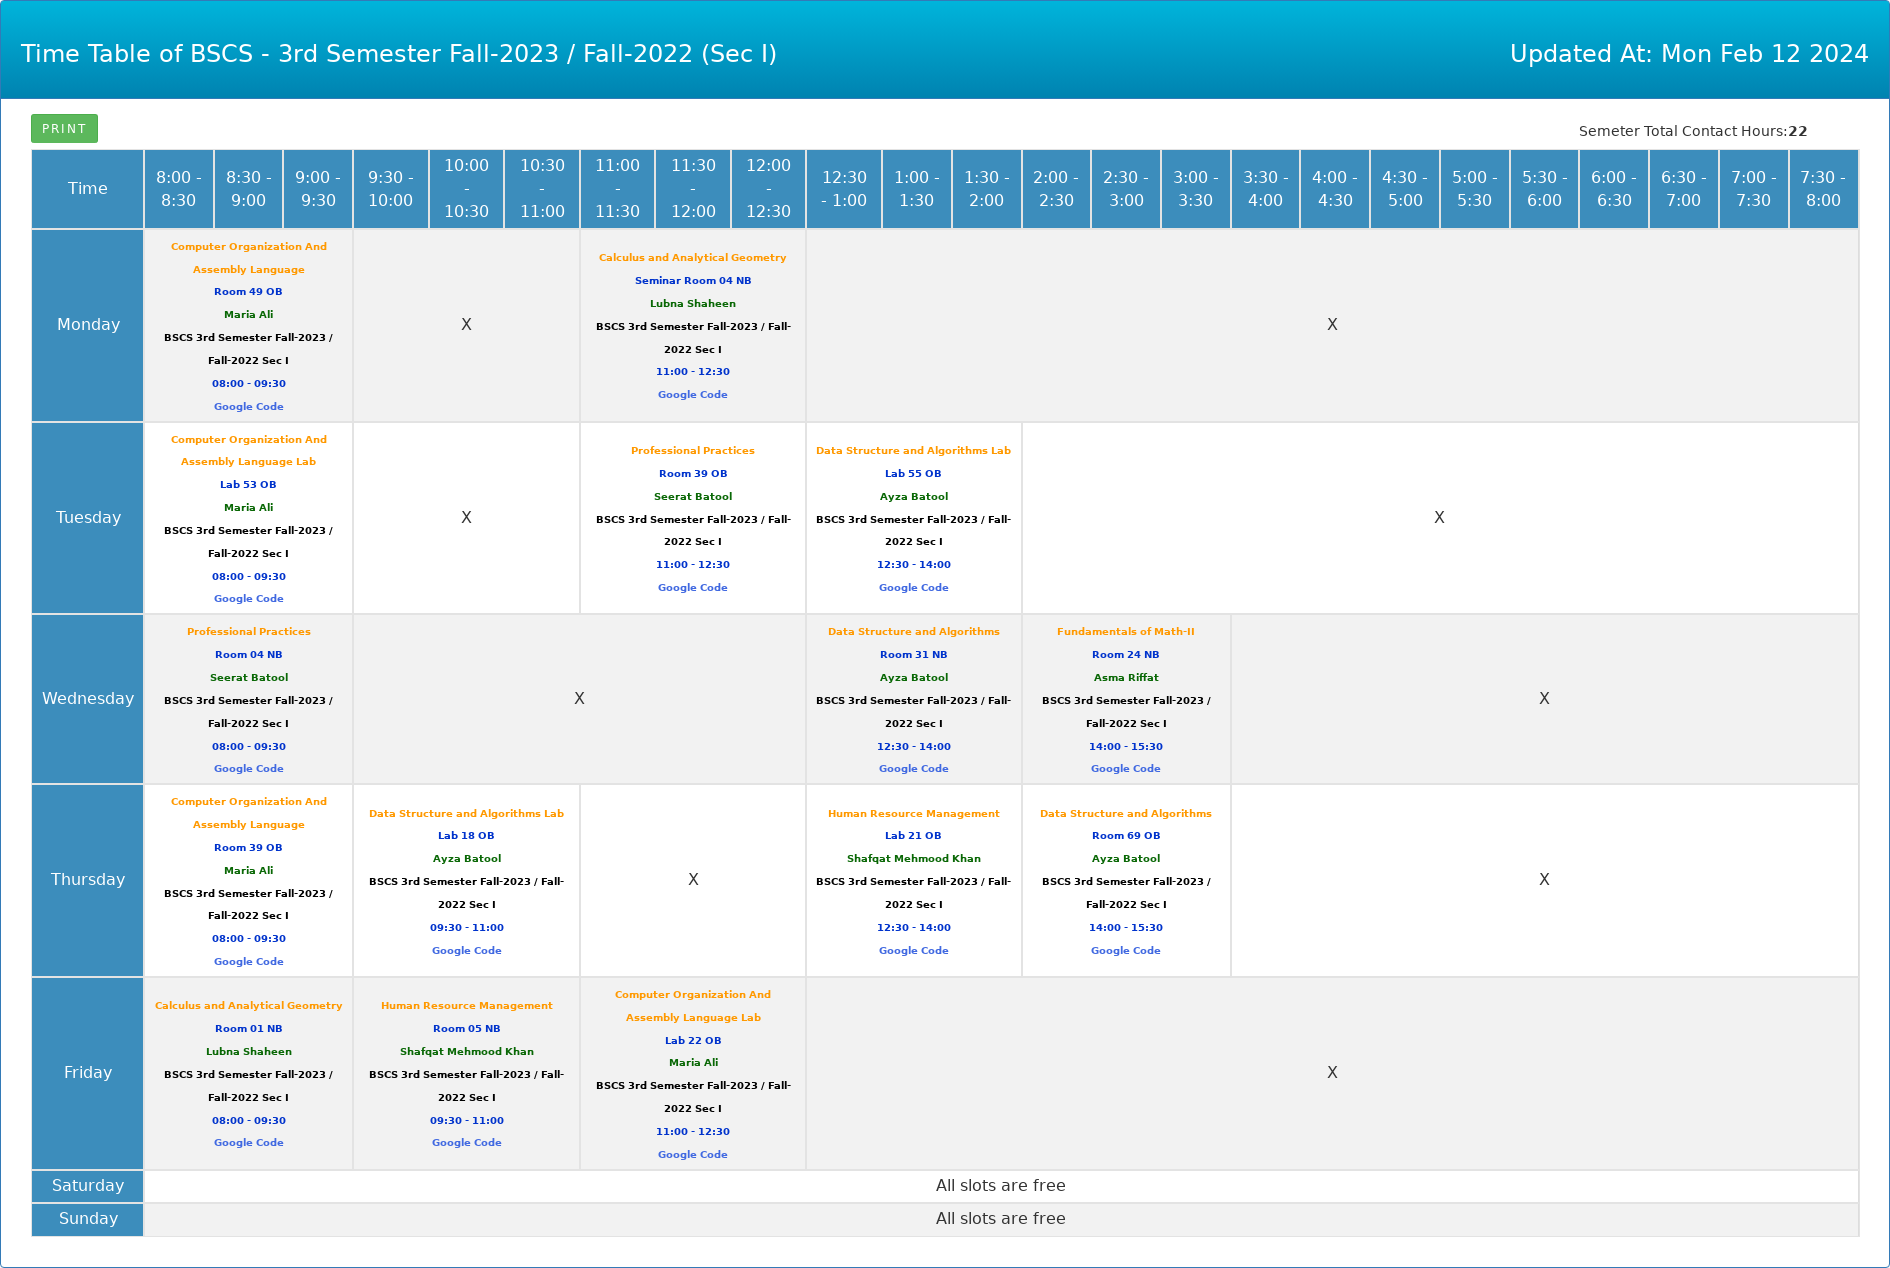 Time Table of BSCS - 3rd Semester Fall-2023 / Fall-2022 (Sec I)
Updated At: Mon Feb 12 2024
PRINT
Semeter Total Contact Hours:22
Time
8:00 -
8:30
8:30 -
9:00
9:00 -
9:30
9:30 -
10:00
10:00
-
10:30
10:30
-
11:00
11:00
-
11:30
11:30
-
12:00
12:00
-
12:30
12:30
- 1:00
1:00 -
1:30
1:30 -
2:00
2:00 -
2:30
2:30 -
3:00
3:00 -
3:30
3:30 -
4:00
4:00 -
4:30
4:30 -
5:00
5:00 -
5:30
5:30 -
6:00
6:00 -
6:30
6:30 -
7:00
7:00 -
7:30
7:30 -
8:00
Monday
Computer Organization And
Assembly Language
Room 49 OB
Maria Ali
BSCS 3rd Semester Fall-2023 /
Fall-2022 Sec I
08:00 - 09:30
Google Code
X
Calculus and Analytical Geometry
Seminar Room 04 NB
Lubna Shaheen
BSCS 3rd Semester Fall-2023 / Fall-
2022 Sec I
11:00 - 12:30
Google Code
X
Tuesday
Computer Organization And
Assembly Language Lab
Lab 53 OB
Maria Ali
BSCS 3rd Semester Fall-2023 /
Fall-2022 Sec I
08:00 - 09:30
Google Code
X
Professional Practices
Room 39 OB
Seerat Batool
BSCS 3rd Semester Fall-2023 / Fall-
2022 Sec I
11:00 - 12:30
Google Code
Data Structure and Algorithms Lab
Lab 55 OB
Ayza Batool
BSCS 3rd Semester Fall-2023 / Fall-
2022 Sec I
12:30 - 14:00
Google Code
X
Wednesday
Professional Practices
Room 04 NB
Seerat Batool
BSCS 3rd Semester Fall-2023 /
Fall-2022 Sec I
08:00 - 09:30
Google Code
X
Data Structure and Algorithms
Room 31 NB
Ayza Batool
BSCS 3rd Semester Fall-2023 / Fall-
2022 Sec I
12:30 - 14:00
Google Code
Fundamentals of Math-II
Room 24 NB
Asma Riffat
BSCS 3rd Semester Fall-2023 /
Fall-2022 Sec I
14:00 - 15:30
Google Code
X
Thursday
Computer Organization And
Assembly Language
Room 39 OB
Maria Ali
BSCS 3rd Semester Fall-2023 /
Fall-2022 Sec I
08:00 - 09:30
Google Code
Data Structure and Algorithms Lab
Lab 18 OB
Ayza Batool
BSCS 3rd Semester Fall-2023 / Fall-
2022 Sec I
09:30 - 11:00
Google Code
X
Human Resource Management
Lab 21 OB
Shafqat Mehmood Khan
BSCS 3rd Semester Fall-2023 / Fall-
2022 Sec I
12:30 - 14:00
Google Code
Data Structure and Algorithms
Room 69 OB
Ayza Batool
BSCS 3rd Semester Fall-2023 /
Fall-2022 Sec I
14:00 - 15:30
Google Code
X
Friday
Calculus and Analytical Geometry
Room 01 NB
Lubna Shaheen
BSCS 3rd Semester Fall-2023 /
Fall-2022 Sec I
08:00 - 09:30
Google Code
Human Resource Management
Room 05 NB
Shafqat Mehmood Khan
BSCS 3rd Semester Fall-2023 / Fall-
2022 Sec I
09:30 - 11:00
Google Code
Computer Organization And
Assembly Language Lab
Lab 22 OB
Maria Ali
BSCS 3rd Semester Fall-2023 / Fall-
2022 Sec I
11:00 - 12:30
Google Code
X
Saturday
All slots are free
Sunday
All slots are free